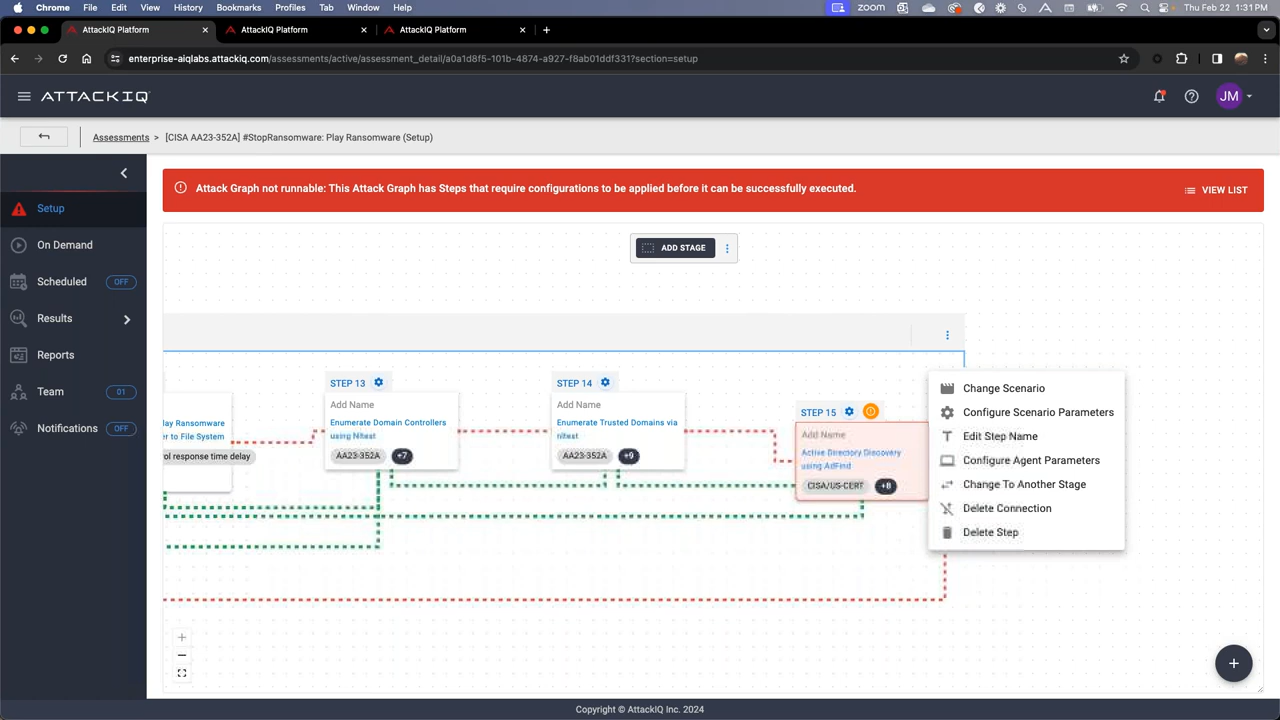 Chrome File Edit View History Bookmarks Profiles Tab Window Help
ZOOM Thu Feb 22 1:31 PM
AttackIQ Platform AttackIQ Platform AttackIQ Platform
enterprise-aiqlabs.attackiq.com/assessments/active/assessment_detail/a0a1d8f5-101b-4874-a927-f8ab01ddf331?section=setup
ATTACKIQ
JM
Assessments > [CISA AA23-352A] #StopRansomware: Play Ransomware (Setup)
Setup
On Demand
Scheduled OFF
Results
Reports
Team 01
Notifications OFF
Attack Graph not runnable: This Attack Graph has Steps that require configurations to be applied before it can be successfully executed.
VIEW LIST
ADD STAGE
lay Ransomware
er to File System
ol response time delay
STEP 13
Add Name
Enumerate Domain Controllers
using Nltest
AA23-352A +7
STEP 14
Add Name
Enumerate Trusted Domains via
nltest
AA23-352A +9
STEP 15
Add Name
Active Directory Discovery
using AdFind
CISA/US-CERT +8
Change Scenario
Configure Scenario Parameters
Edit Step Name
Configure Agent Parameters
Change To Another Stage
Delete Connection
Delete Step
Copyright © AttackIQ Inc. 2024